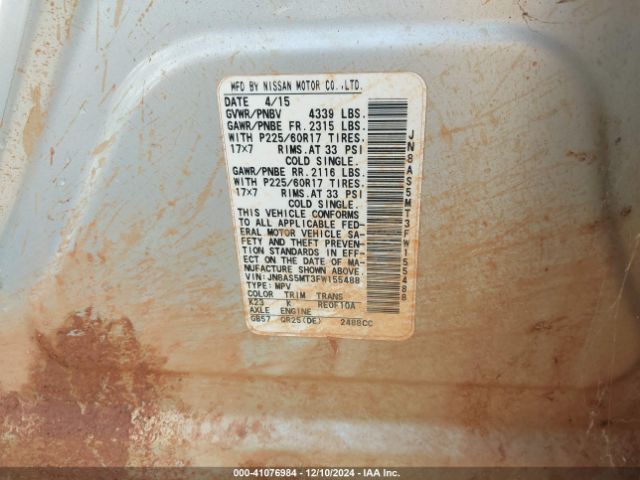 MFD BY NISSAN MOTOR CO.,LTD.
DATE 4/15
GVWR/PNBV 4339 LBS.
GAWR/PNBE FR. 2315 LBS.
WITH P225/60R17 TIRES.
17×7 RIMS. AT 33 PSI
COLD SINGLE.
GAWR/PNBE RR. 2116 LBS.
WITH P225/60R17 TIRES.
17×7 RIMS. AT 33 PSI
COLD SINGLE.
THIS VEHICLE CONFORMS
TO ALL APPLICABLE FED-
ERAL MOTOR VEHICLE SA-
FETY AND THEFT PREVEN-
TION STANDARDS IN EFF-
ECT ON THE DATE OF MA-
NUFACTURE SHOWN ABOVE.
VIN: JN8AS5MT3FW155488
TYPE: MPV
COLOR TRIM TRANS
K23 K RE0F10A
AXLE ENGINE
GB57 QR25(DE) 2488CC
JN8AS5MT3FW155488
000-41076984 — 12/10/2024 — IAA Inc.